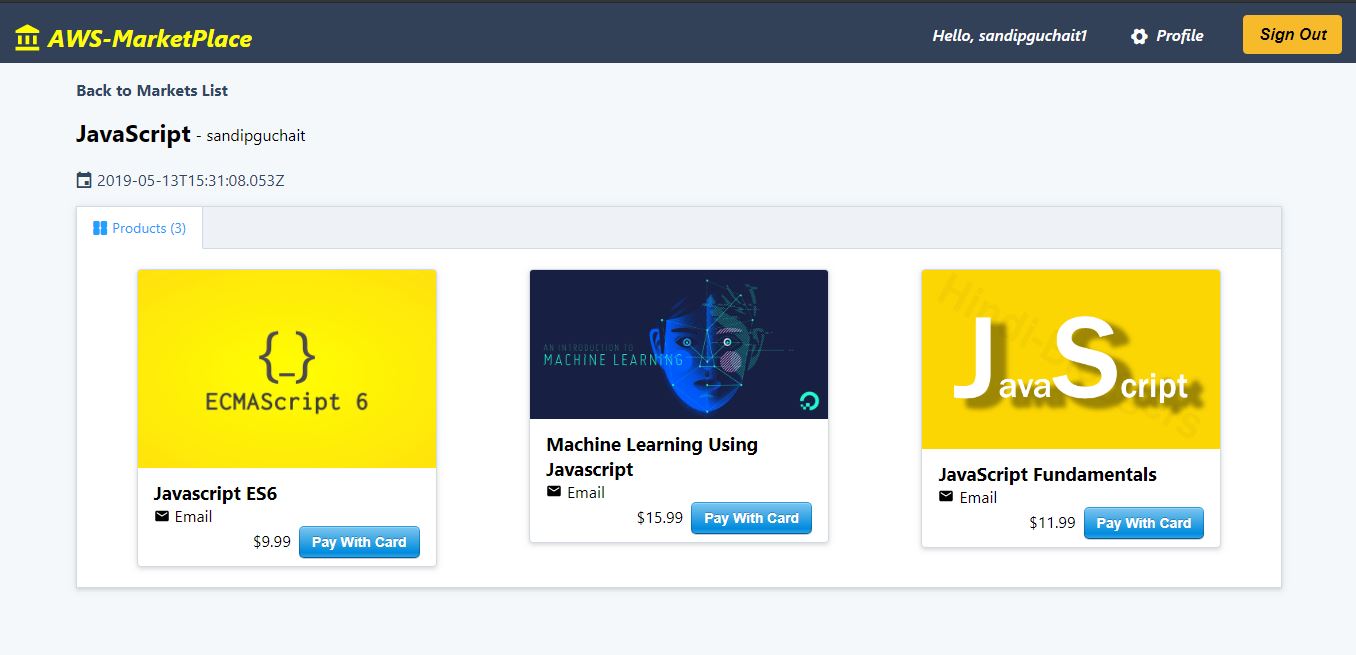 AWS-MarketPlace
Hello, sandipguchait1
Profile
Sign Out
Back to Markets List
JavaScript - sandipguchait
2019-05-13T15:31:08.053Z
Products (3)
{_}
ECMAScript 6
Javascript ES6
Email
$9.99 Pay With Card
AN INTRODUCTION TO
MACHINE LEARNING
Machine Learning Using
Javascript
Email
$15.99 Pay With Card
JavaScript
JavaScript Fundamentals
Email
$11.99 Pay With Card